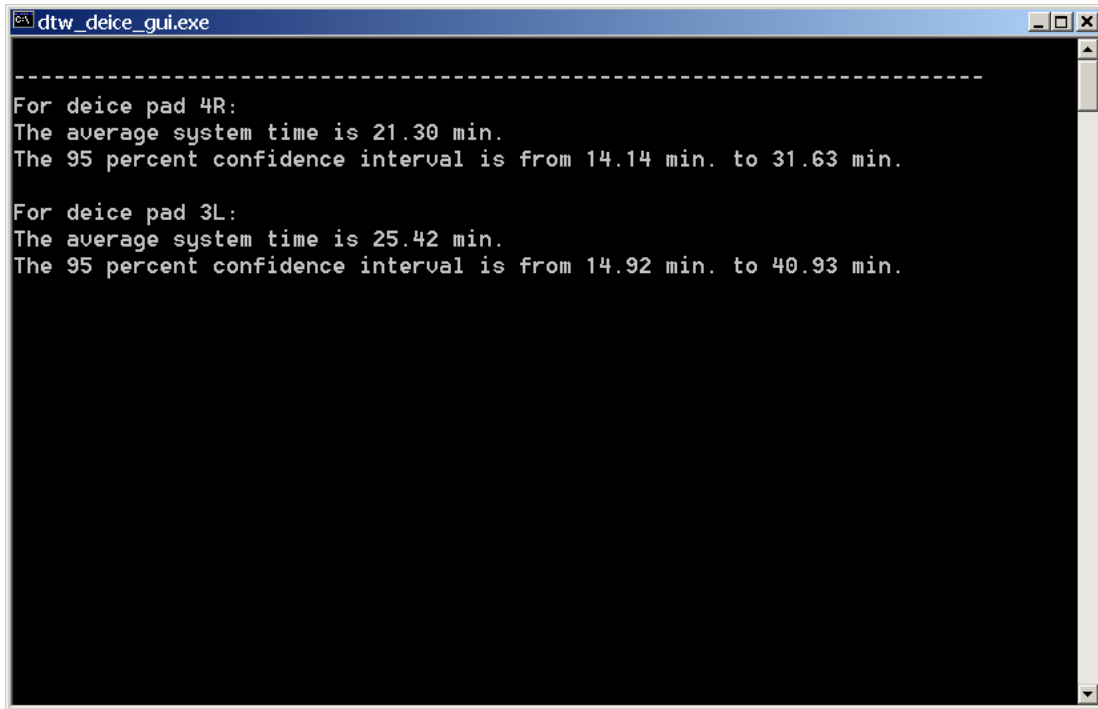 dtw_deice_gui.exe
-------------------------------------------------------------------------
For deice pad 4R:
The average system time is 21.30 min.
The 95 percent confidence interval is from 14.14 min. to 31.63 min.
For deice pad 3L:
The average system time is 25.42 min.
The 95 percent confidence interval is from 14.92 min. to 40.93 min.